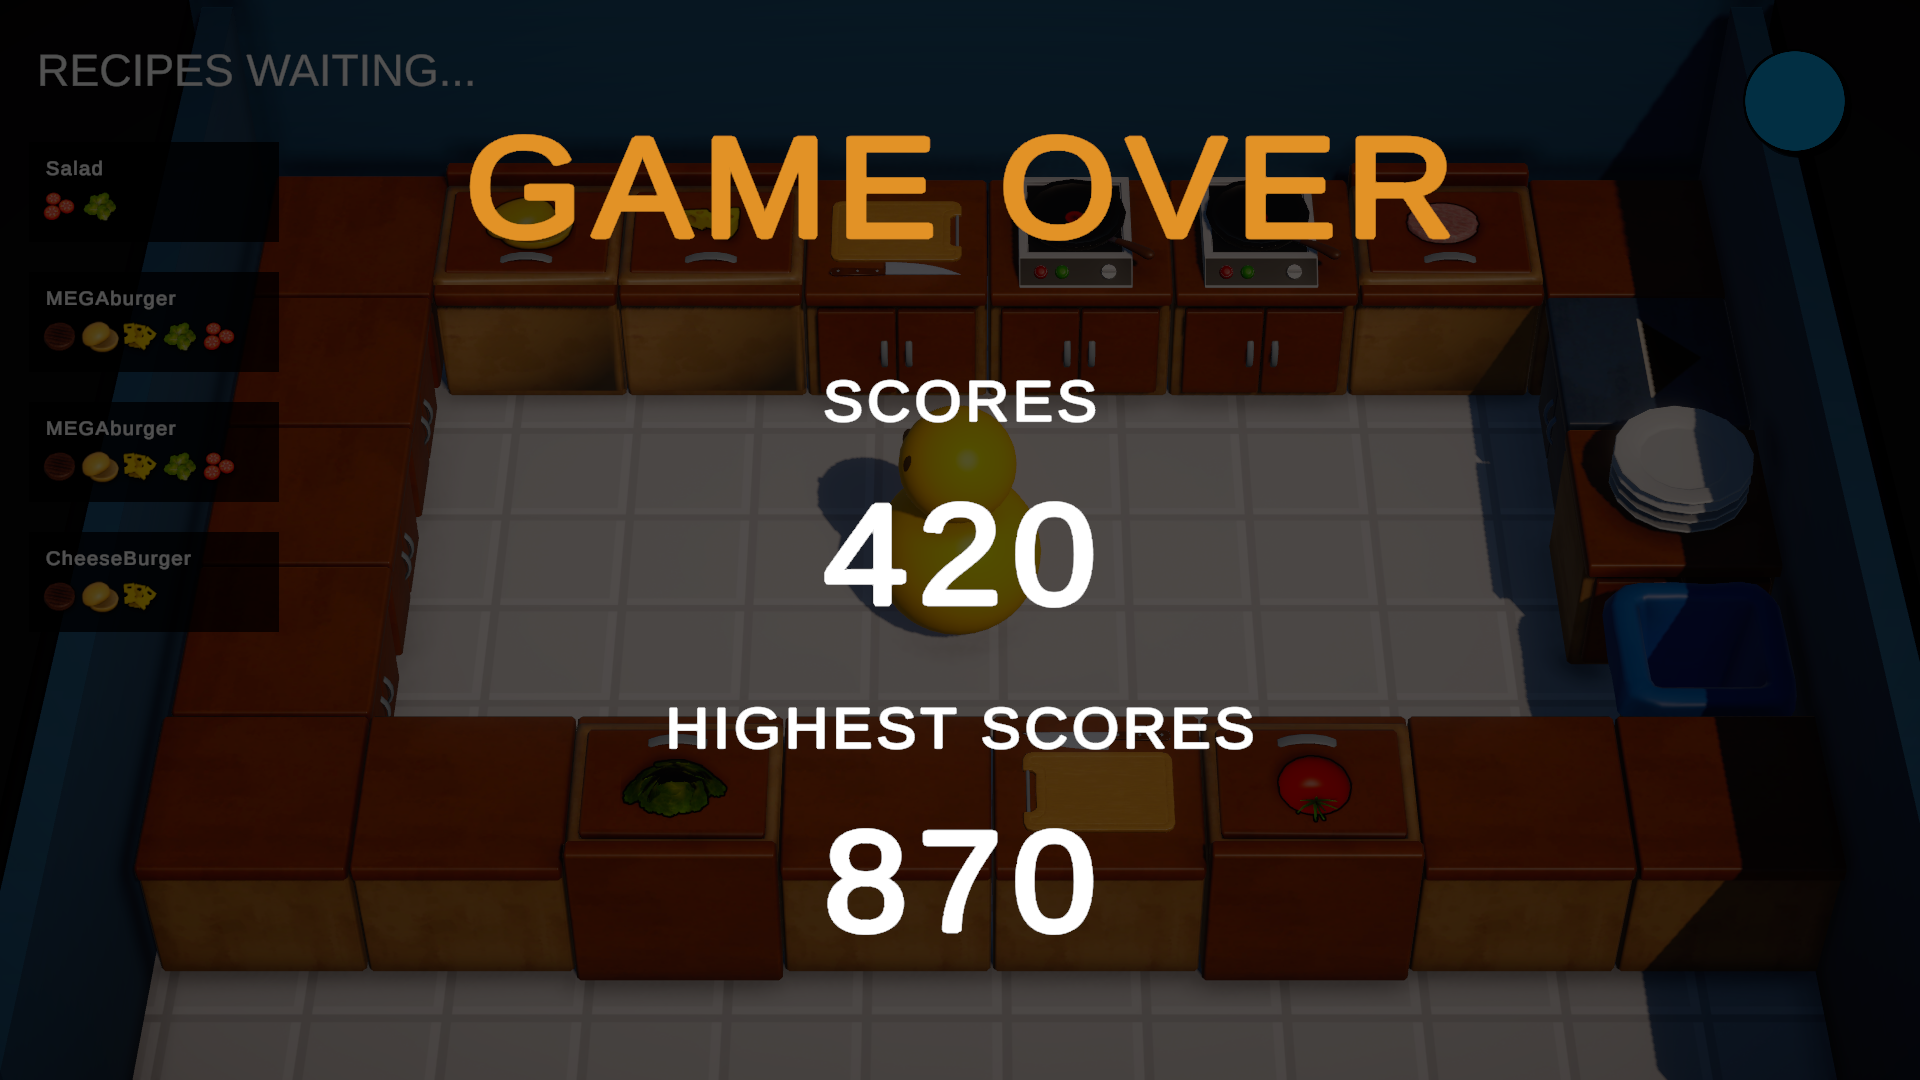 RECIPES WAITING...
Salad
MEGAburger
MEGAburger
CheeseBurger
GAME OVER
SCORES
420
HIGHEST SCORES
870